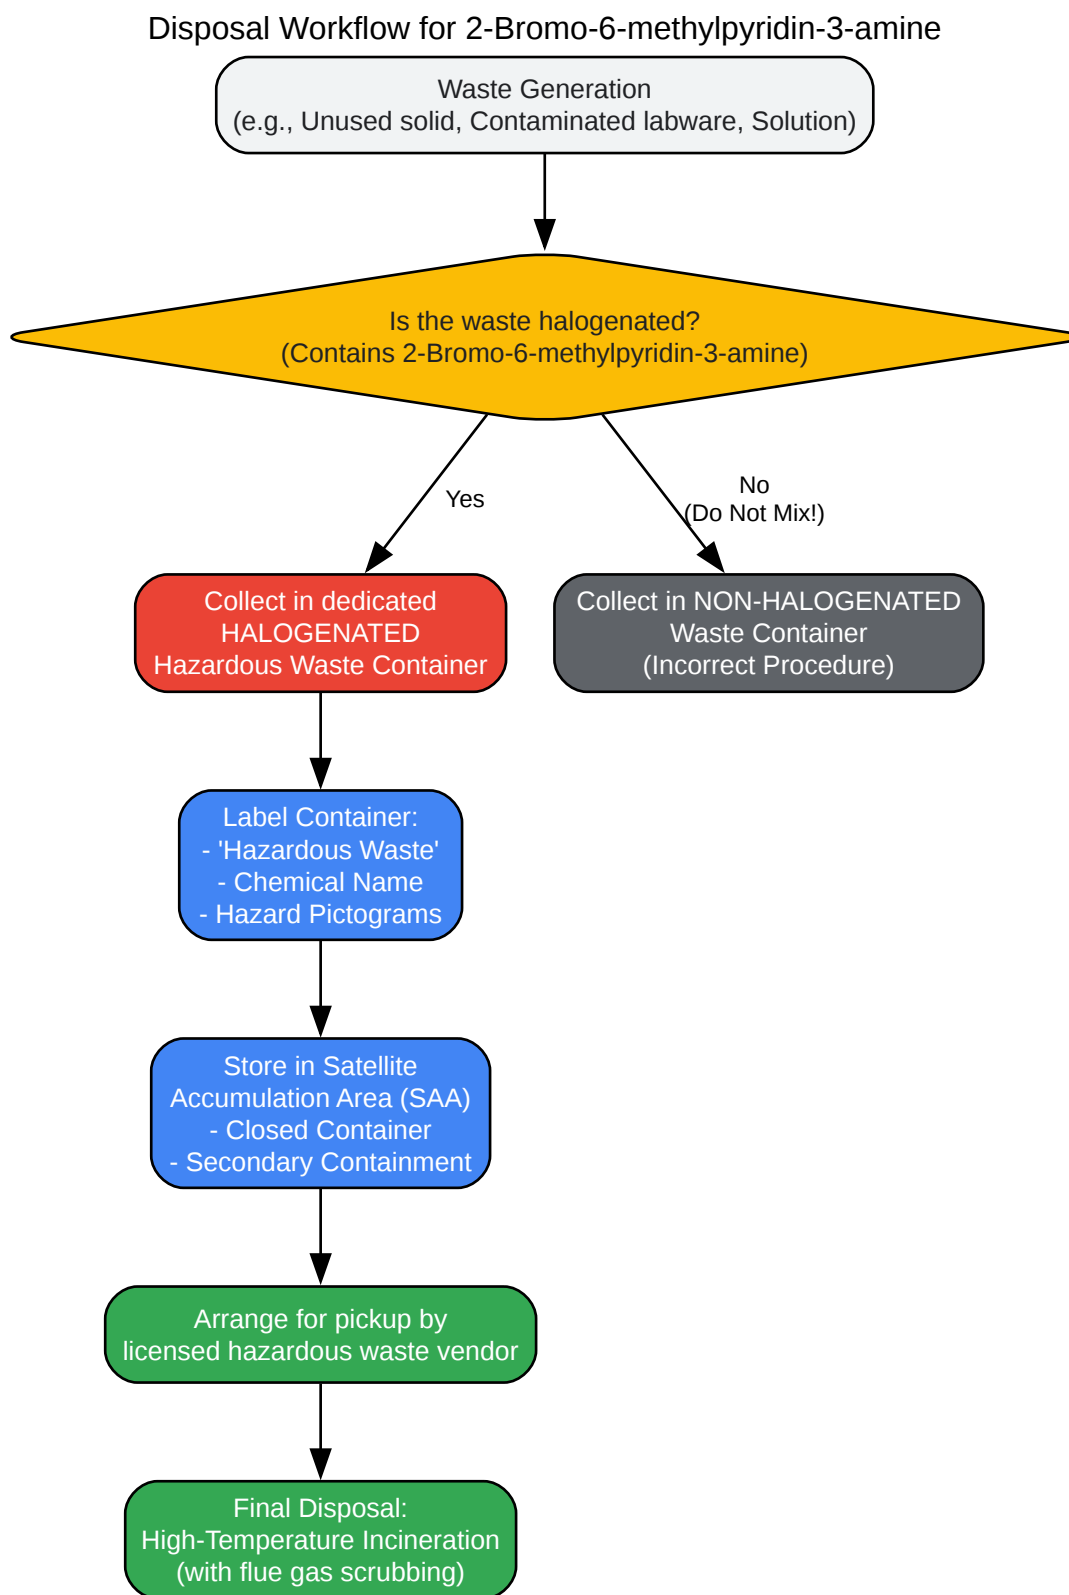 Disposal Workflow for 2-Bromo-6-methylpyridin-3-amine
Waste Generation
(e.g., Unused solid, Contaminated labware, Solution)
Is the waste halogenated?
(Contains 2-Bromo-6-methylpyridin-3-amine)
Yes
No
(Do Not Mix!)
Collect in dedicated
HALOGENATED
Hazardous Waste Container
Collect in NON-HALOGENATED
Waste Container
(Incorrect Procedure)
Label Container:
- 'Hazardous Waste'
- Chemical Name
- Hazard Pictograms
Store in Satellite
Accumulation Area (SAA)
- Closed Container
- Secondary Containment
Arrange for pickup by
licensed hazardous waste vendor
Final Disposal:
High-Temperature Incineration
(with flue gas scrubbing)